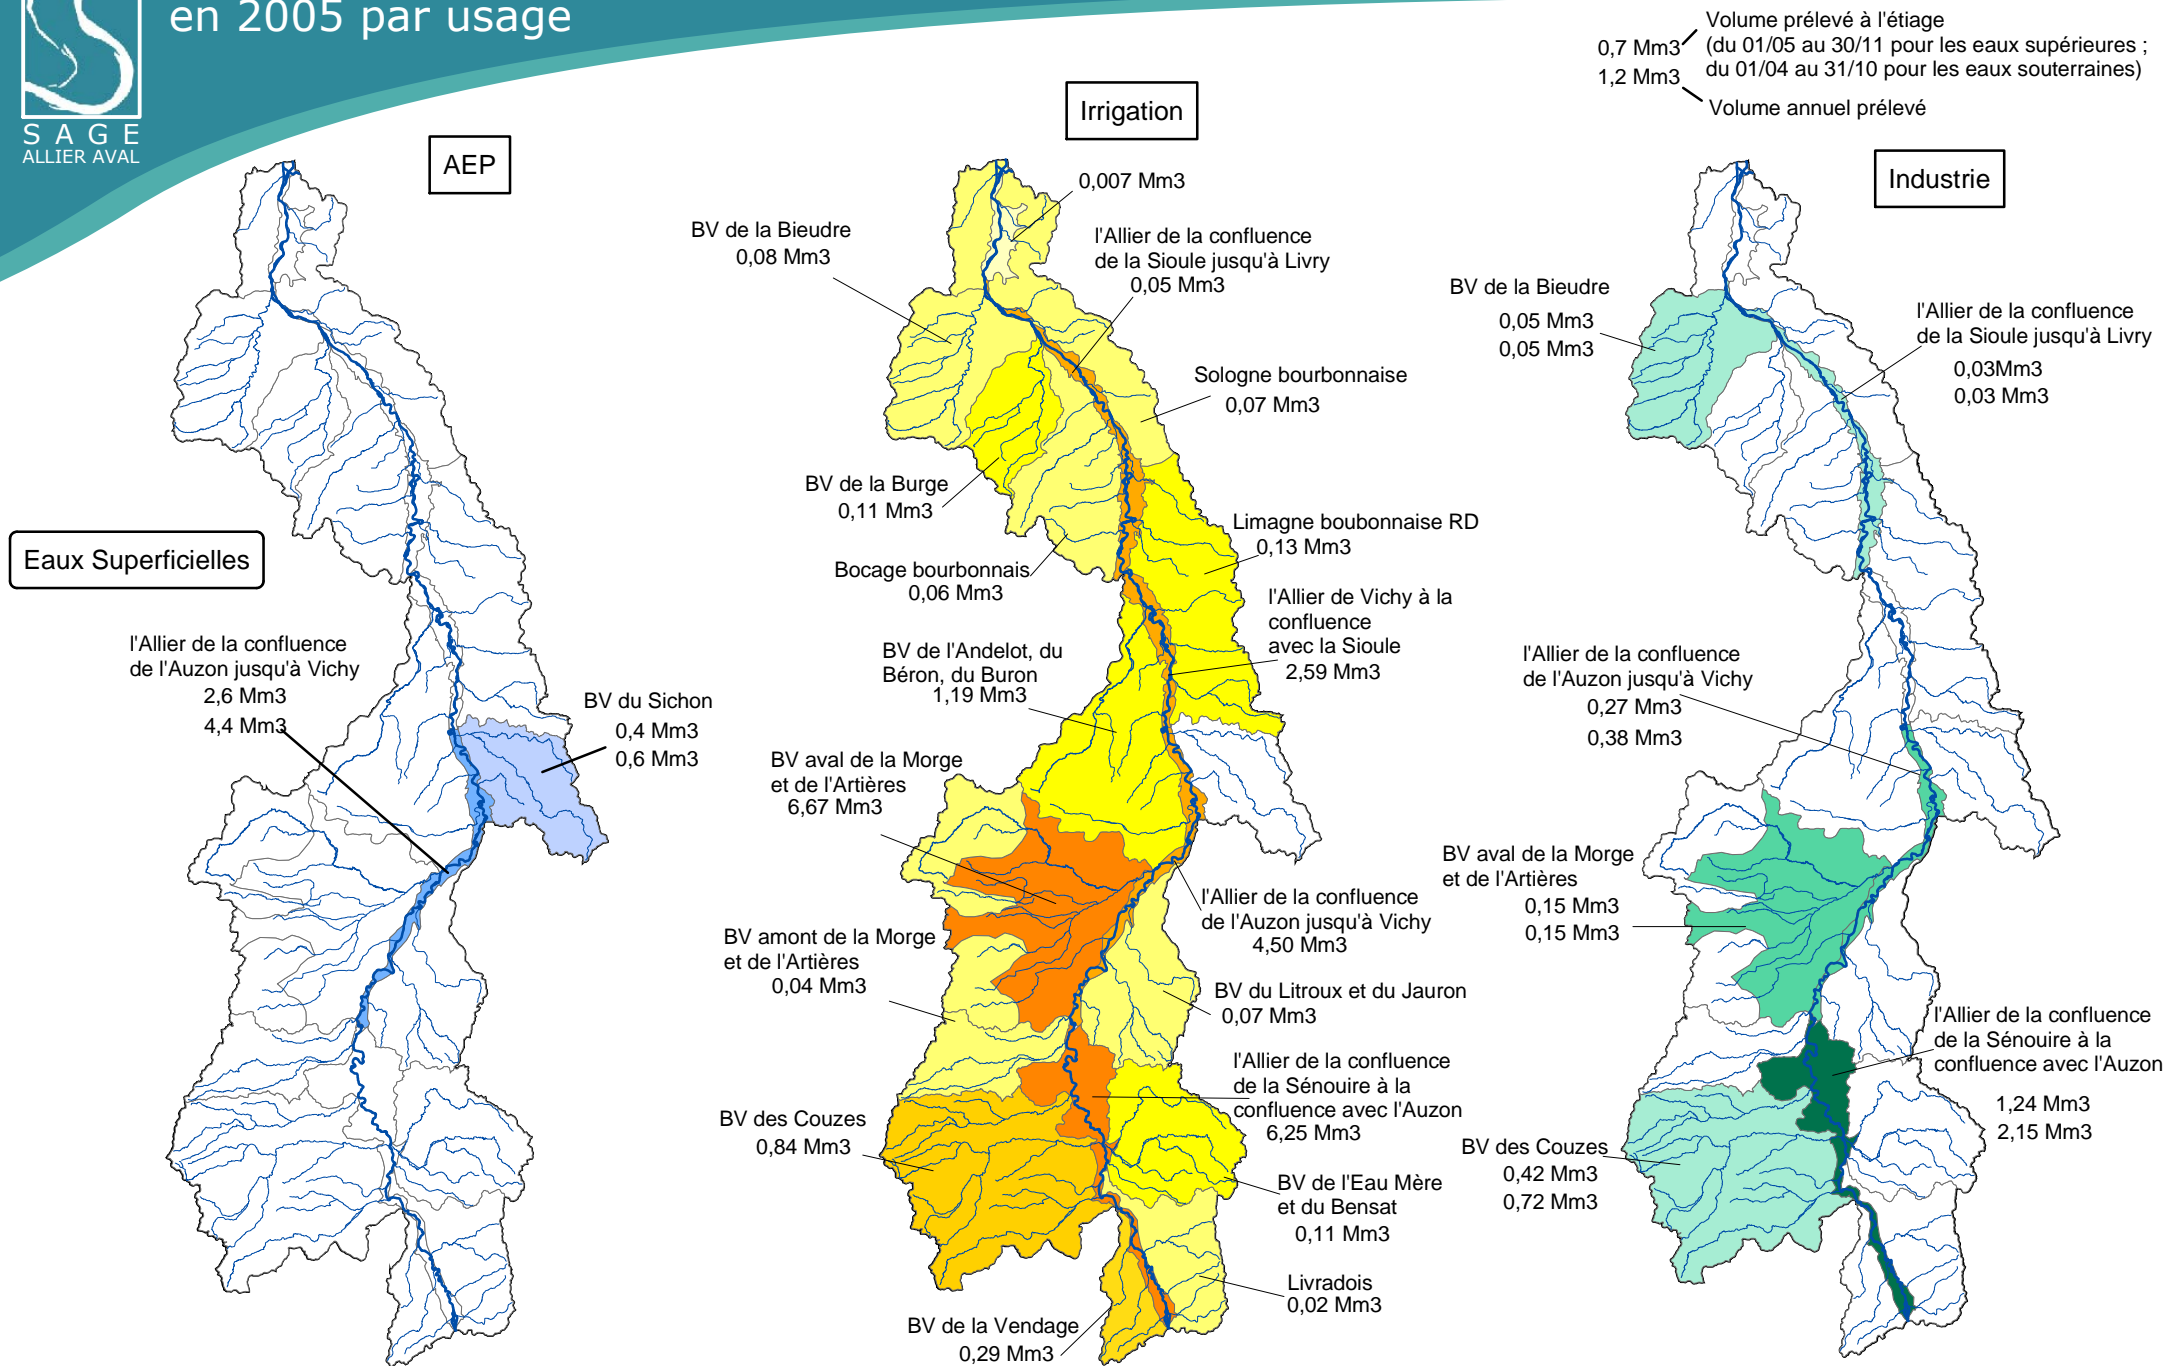 en 2005 par usage
SAGE
ALLIER AVAL
0,7 Mm3
1,2 Mm3
Volume prélevé à l'étiage
(du 01/05 au 30/11 pour les eaux supérieures ;
du 01/04 au 31/10 pour les eaux souterraines)
Volume annuel prélevé
Eaux Superficielles
AEP
l'Allier de la confluence
de l'Auzon jusqu'à Vichy
2,6 Mm3
4,4 Mm3
BV du Sichon
0,4 Mm3
0,6 Mm3
Irrigation
0,007 Mm3
BV de la Bieudre
0,08 Mm3
l'Allier de la confluence
de la Sioule jusqu'à Livry
0,05 Mm3
Sologne bourbonnaise
0,07 Mm3
BV de la Burge
0,11 Mm3
Limagne boubonnaise RD
0,13 Mm3
Bocage bourbonnais
0,06 Mm3
l'Allier de Vichy à la
confluence
avec la Sioule
2,59 Mm3
BV de l'Andelot, du
Béron, du Buron
1,19 Mm3
BV aval de la Morge
et de l'Artières
6,67 Mm3
l'Allier de la confluence
de l'Auzon jusqu'à Vichy
4,50 Mm3
BV amont de la Morge
et de l'Artières
0,04 Mm3
BV du Litroux et du Jauron
0,07 Mm3
l'Allier de la confluence
de la Sénouire à la
confluence avec l'Auzon
6,25 Mm3
BV des Couzes
0,84 Mm3
BV de l'Eau Mère
et du Bensat
0,11 Mm3
Livradois
0,02 Mm3
BV de la Vendage
0,29 Mm3
Industrie
BV de la Bieudre
0,05 Mm3
0,05 Mm3
l'Allier de la confluence
de la Sioule jusqu'à Livry
0,03Mm3
0,03 Mm3
l'Allier de la confluence
de l'Auzon jusqu'à Vichy
0,27 Mm3
0,38 Mm3
BV aval de la Morge
et de l'Artières
0,15 Mm3
0,15 Mm3
l'Allier de la confluence
de la Sénouire à la
confluence avec l'Auzon
1,24 Mm3
2,15 Mm3
BV des Couzes
0,42 Mm3
0,72 Mm3